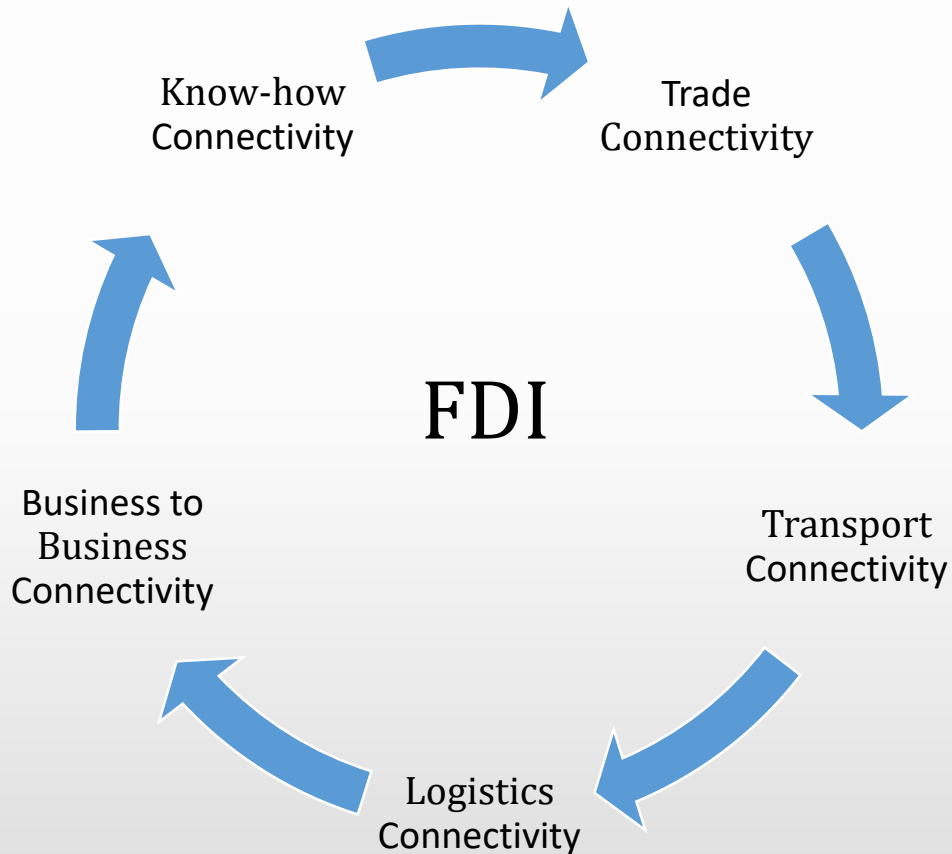 Know-how
Connectivity
Trade
Connectivity
FDI
Business to
Business
Connectivity
Transport
Connectivity
Logistics
Connectivity